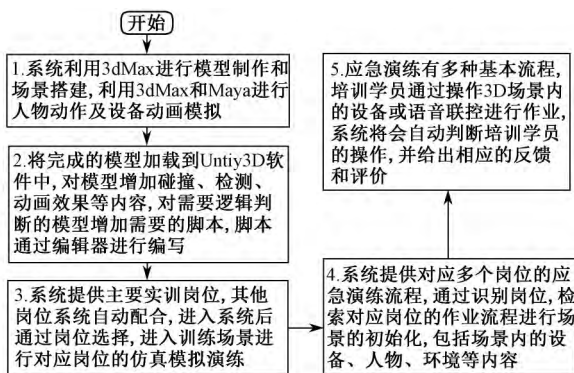 开始
1.系统利用3dMax进行模型制作和
场景搭建,利用3dMax和Maya进行
人物动作及设备动画模拟
2.将完成的模型加载到Untiy3D软
件中,对模型增加碰撞、检测、
动画效果等内容,对需要逻辑判
断的模型增加需要的脚本,脚本
通过编辑器进行编写
3.系统提供主要实训岗位,其他
岗位系统自动配合,进入系统后
通过岗位选择,进入训练场景进
行对应岗位的仿真模拟演练
4.系统提供对应多个岗位的应
急演练流程,通过识别岗位,检
索对应岗位的作业流程进行场
景的初始化,包括场景内的设
备、人物、环境等内容
5.应急演练有多种基本流程,
培训学员通过操作3D场景内
的设备或语音联控进行作业,
系统将会自动判断培训学员
的操作,并给出相应的反馈
和评价